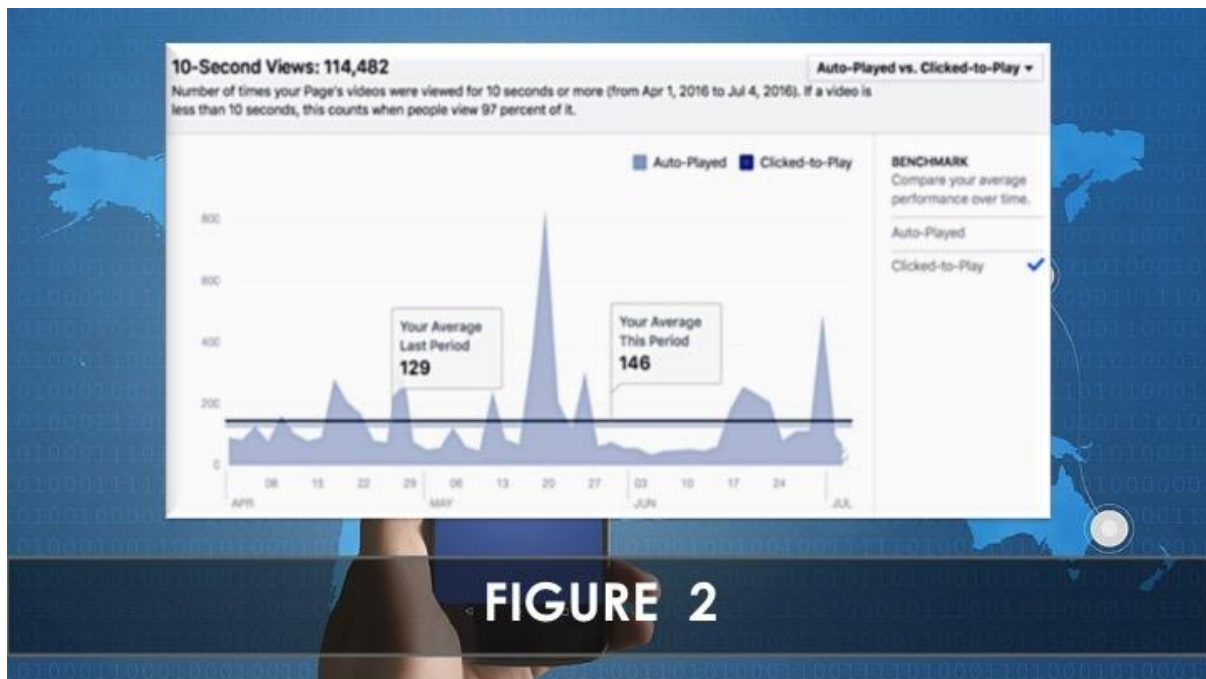 10-Second Views: 114,482
Auto-Played vs. Clicked-to-Play
Number of times your Page's videos were viewed for 10 seconds or more (from Apr 1, 2016 to Jul 4, 2016). If a video is
less than 10 seconds, this counts when people view 97 percent of it.
Auto-Played Clicked-to-Play
BENCHMARK
Compare your average
performance over time.
Auto-Played
Clicked-to-Play
800
600
400
200
0
Your Average
Last Period
129
Your Average
This Period
146
08 15 22 29 06 13 20 27 03 10 17 24
APR MAY JUN JUL
FIGURE 2